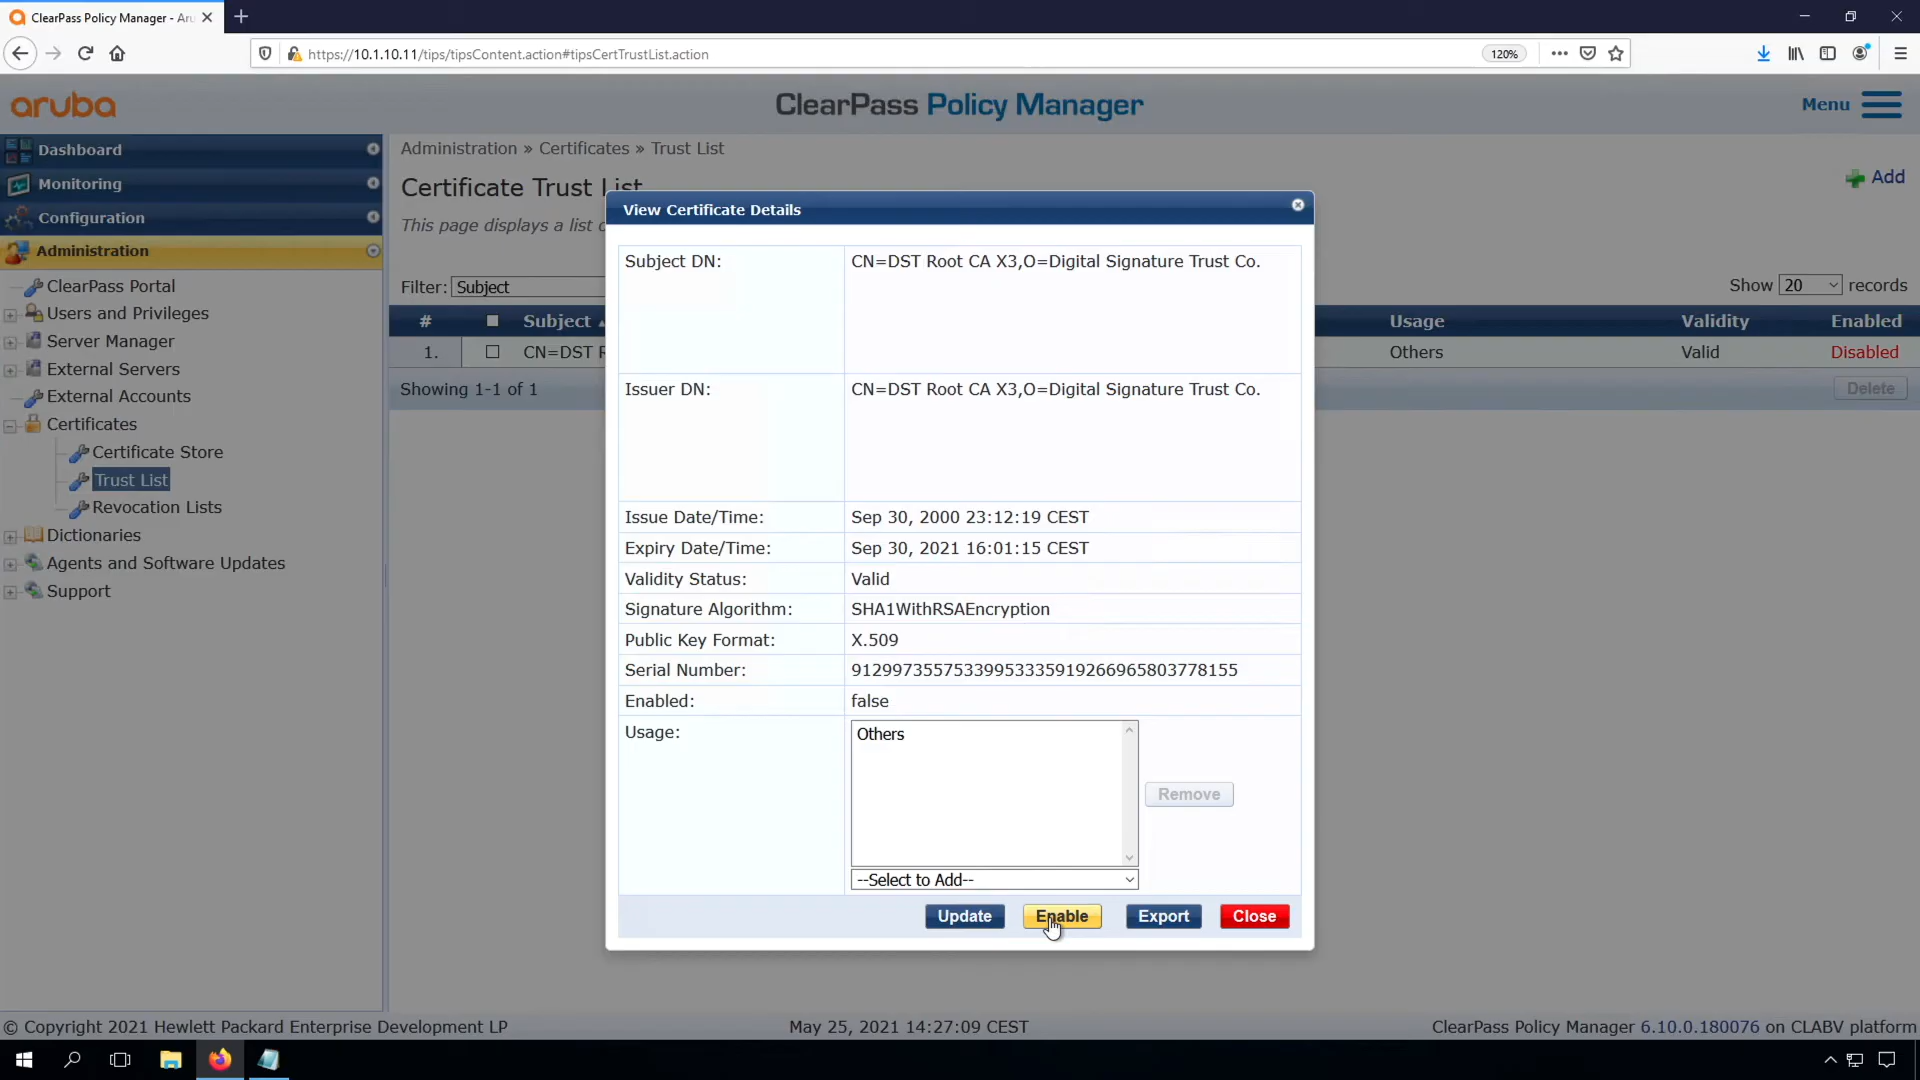 ClearPass Policy Manager - Aru
https://10.1.10.11/tips/tipsContent.action#tipsCertTrustList.action
120%
aruba
ClearPass Policy Manager
Menu
Dashboard
Monitoring
Configuration
Administration
ClearPass Portal
Users and Privileges
Server Manager
External Servers
External Accounts
Certificates
Certificate Store
Trust List
Revocation Lists
Dictionaries
Agents and Software Updates
Support
Administration » Certificates » Trust List
Certificate Trust List
Add
This page displays a list
Filter: Subject
Show 20 records
# Subject Usage Validity Enabled
1. CN=DST Others Valid Disabled
Showing 1-1 of 1
Delete
View Certificate Details
Subject DN: CN=DST Root CA X3,O=Digital Signature Trust Co.
Issuer DN: CN=DST Root CA X3,O=Digital Signature Trust Co.
Issue Date/Time: Sep 30, 2000 23:12:19 CEST
Expiry Date/Time: Sep 30, 2021 16:01:15 CEST
Validity Status: Valid
Signature Algorithm: SHA1WithRSAEncryption
Public Key Format: X.509
Serial Number: 91299735575339953335919266965803778155
Enabled: false
Usage: Others
Remove
--Select to Add--
Update Enable Export Close
© Copyright 2021 Hewlett Packard Enterprise Development LP
May 25, 2021 14:27:09 CEST
ClearPass Policy Manager 6.10.0.180076 on CLABV platform